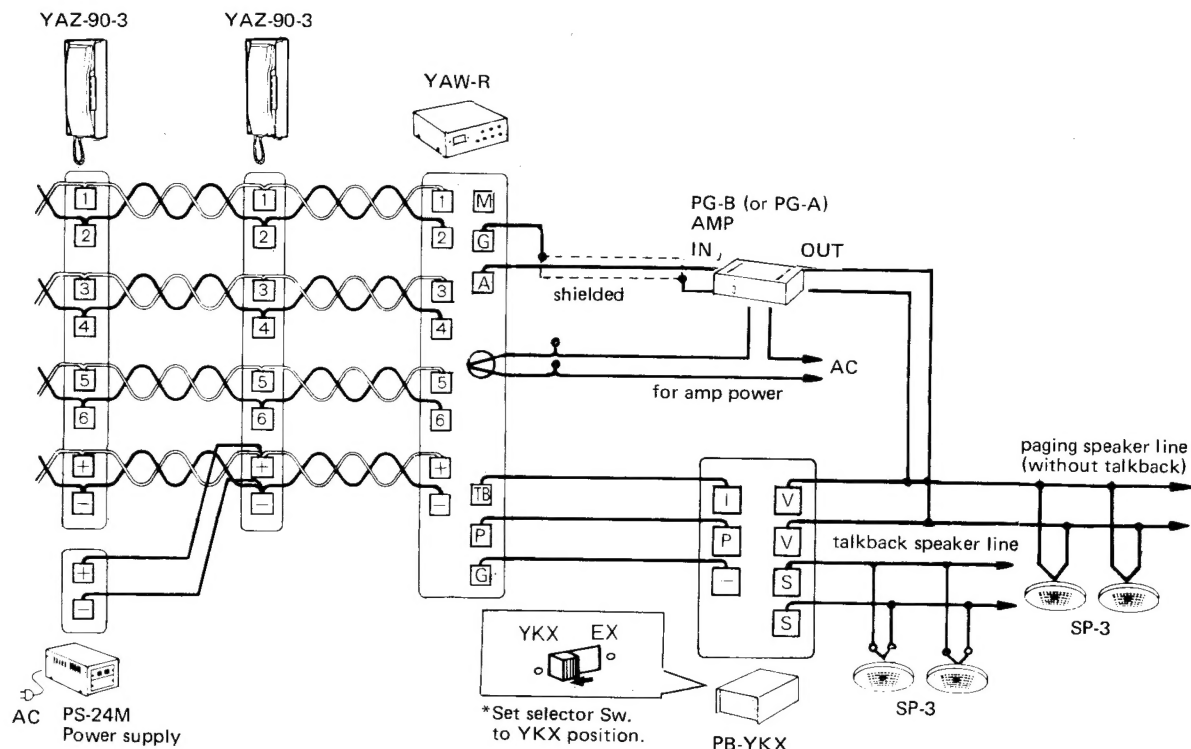 YAZ-90-3
YAZ-90-3
YAW-R
1
2
3
4
5
6
+
−
1
2
3
4
5
6
+
−
1
2
3
4
5
6
+
−
M
G
A
TB
P
G
shielded
PG-B (or PG-A)
AMP
IN
OUT
AC
for amp power
I
P
−
V
V
S
S
paging speaker line
(without talkback)
talkback speaker line
SP-3
SP-3
YKX
EX
*Set selector Sw.
to YKX position.
PB-YKX
+
−
AC
PS-24M
Power supply